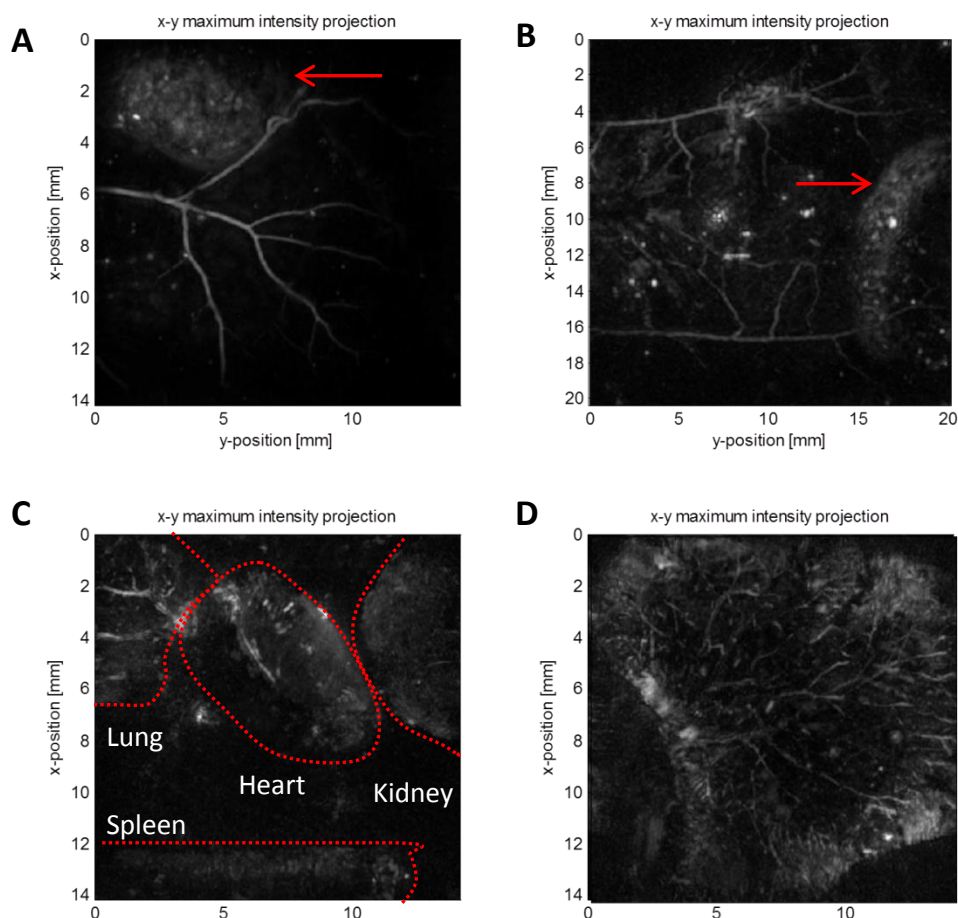 A
x-y maximum intensity projection
0
2
4
6
8
10
12
14
x-position [mm]
0 5 10
y-position [mm]
B
x-y maximum intensity projection
0
2
4
6
8
10
12
14
16
18
20
x-position [mm]
0 5 10 15 20
y-position [mm]
C
x-y maximum intensity projection
0
2
4
6
8
10
12
14
x-position [mm]
Lung
Heart
Kidney
Spleen
0 5 10
D
x-y maximum intensity projection
0
2
4
6
8
10
12
14
x-position [mm]
0 5 10